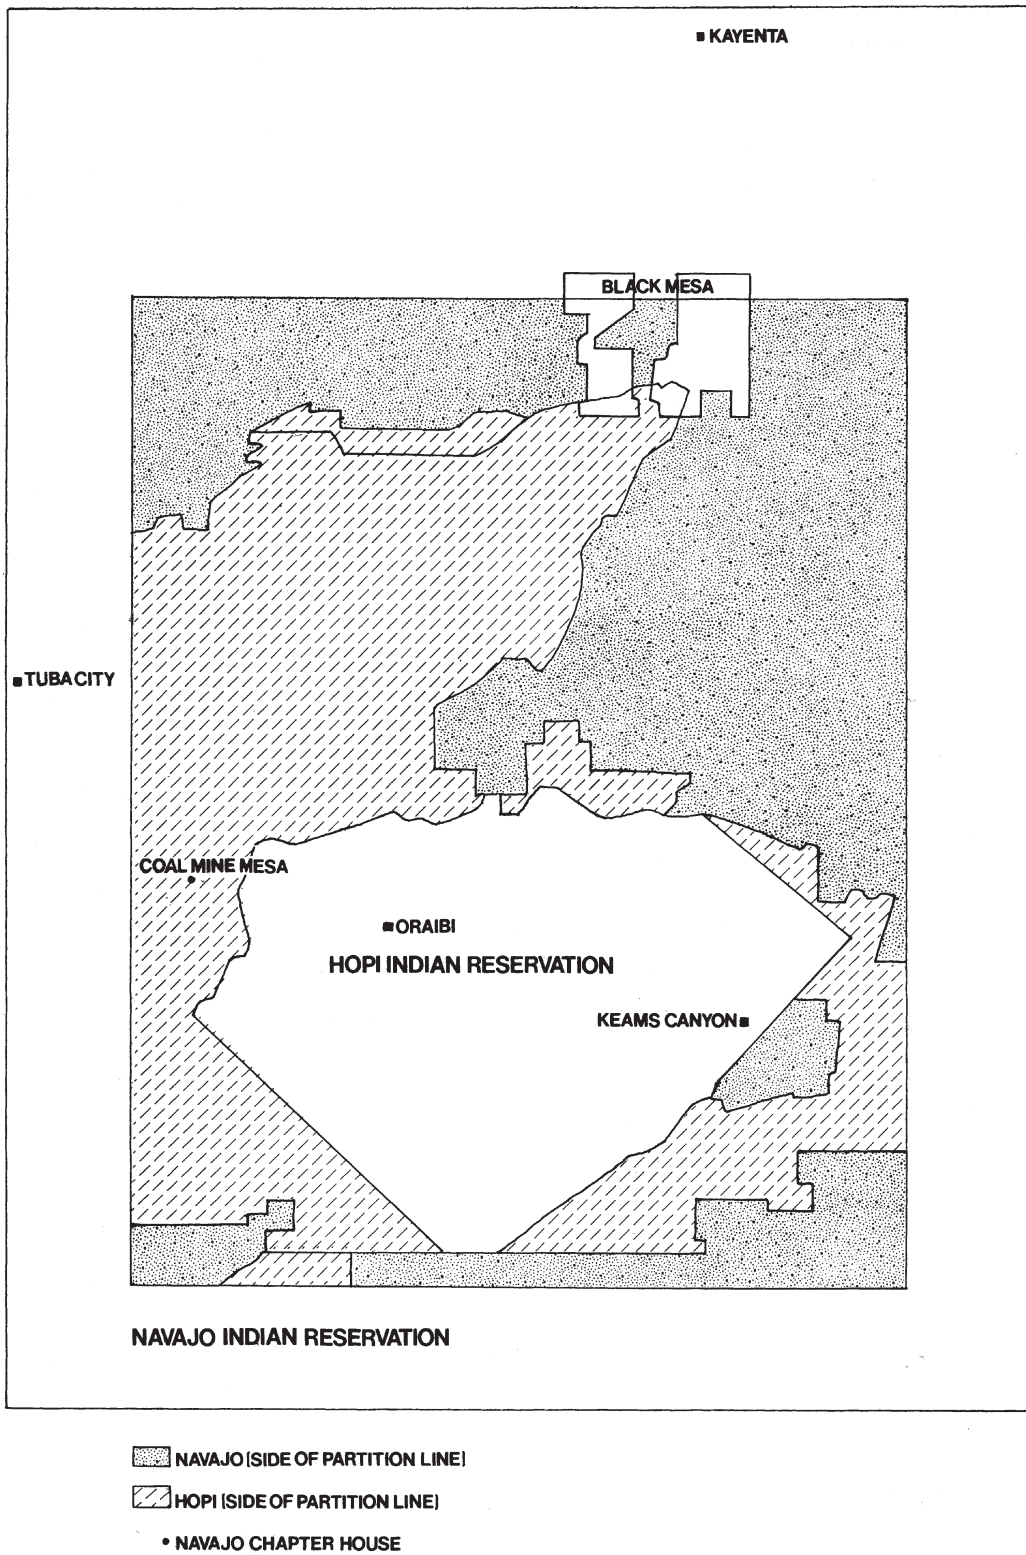 KAYENTA
BLACK MESA
TUBA CITY
COAL MINE MESA
ORAIBI
HOPI INDIAN RESERVATION
KEAMS CANYON
NAVAJO INDIAN RESERVATION
NAVAJO (SIDE OF PARTITION LINE)
HOPI (SIDE OF PARTITION LINE)
• NAVAJO CHAPTER HOUSE